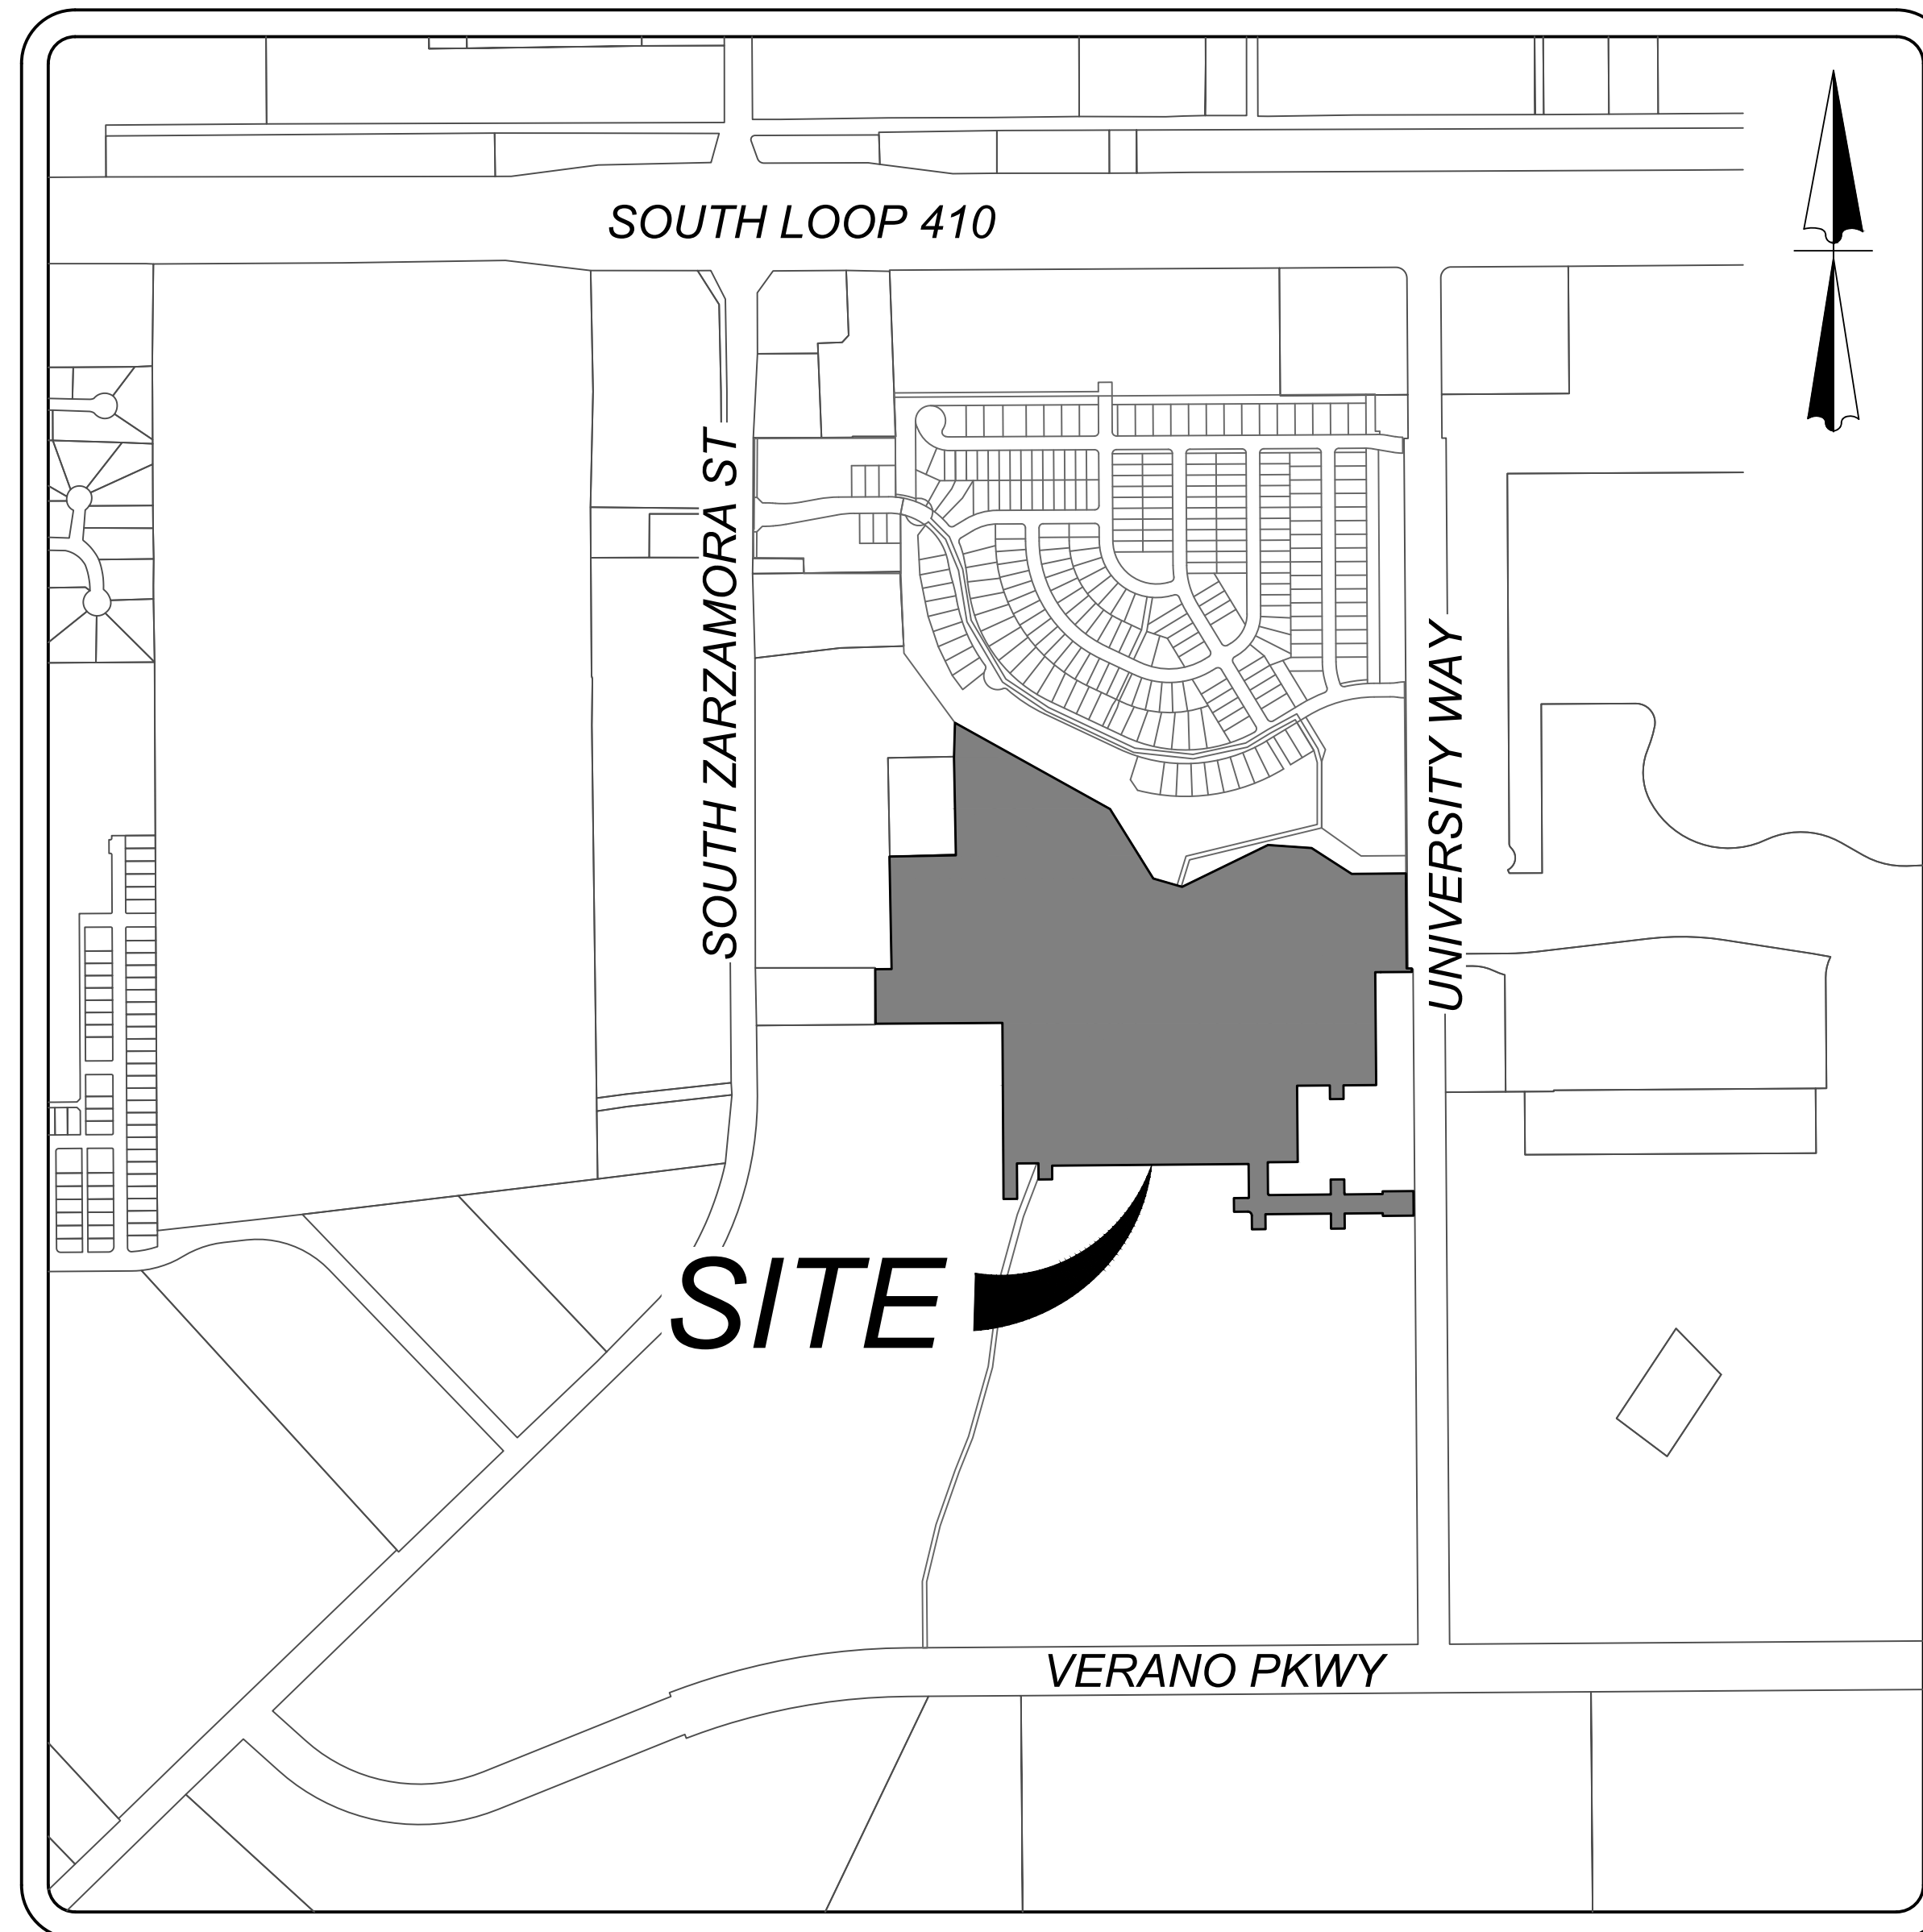 SOUTH LOOP 410
SOUTH ZARZAMORA ST
UNIVERSITY WAY
SITE
VERANO PKWY